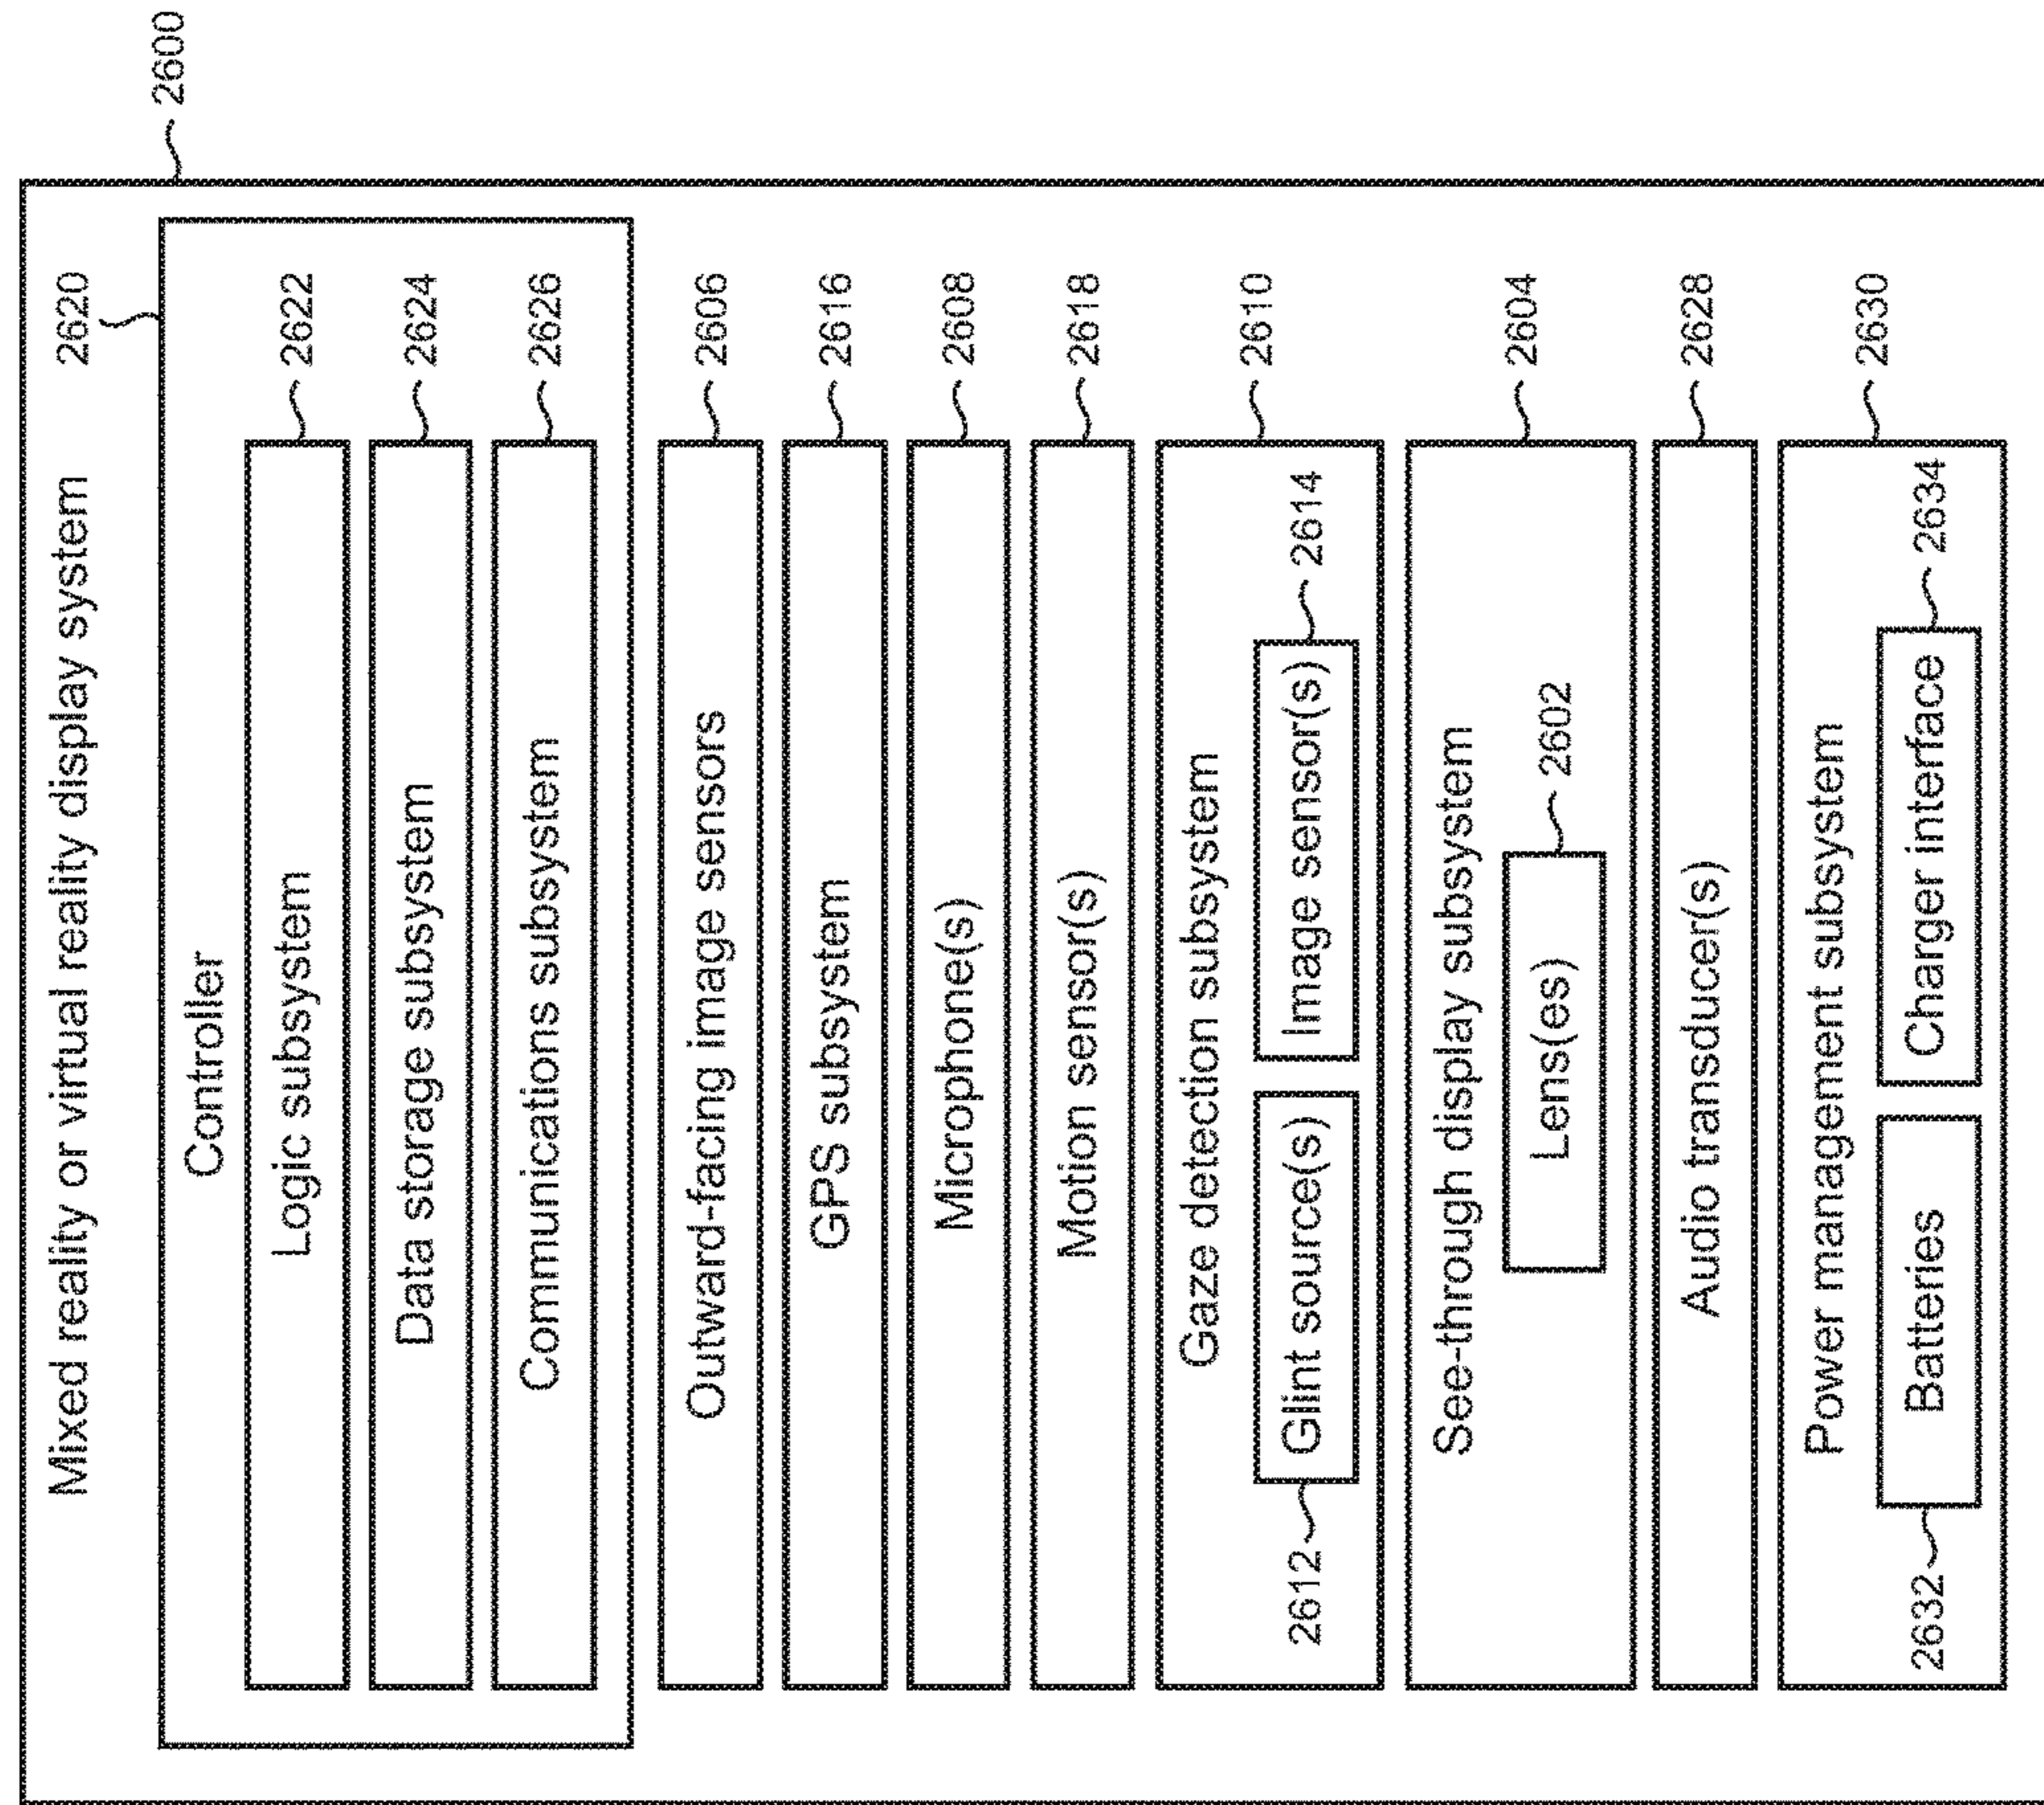 2600
Mixed reality or virtual reality display system 2620
Controller
Logic subsystem 2622
Data storage subsystem 2624
Communications subsystem 2626
Outward-facing image sensors 2606
GPS subsystem 2616
Microphone(s) 2608
Motion sensor(s) 2618
Gaze detection subsystem 2610
2612 Glint source(s) Image sensor(s) 2614
See-through display subsystem 2604
Lens(es) 2602
Audio transducer(s) 2628
Power management subsystem 2630
2632 Batteries Charger interface 2634